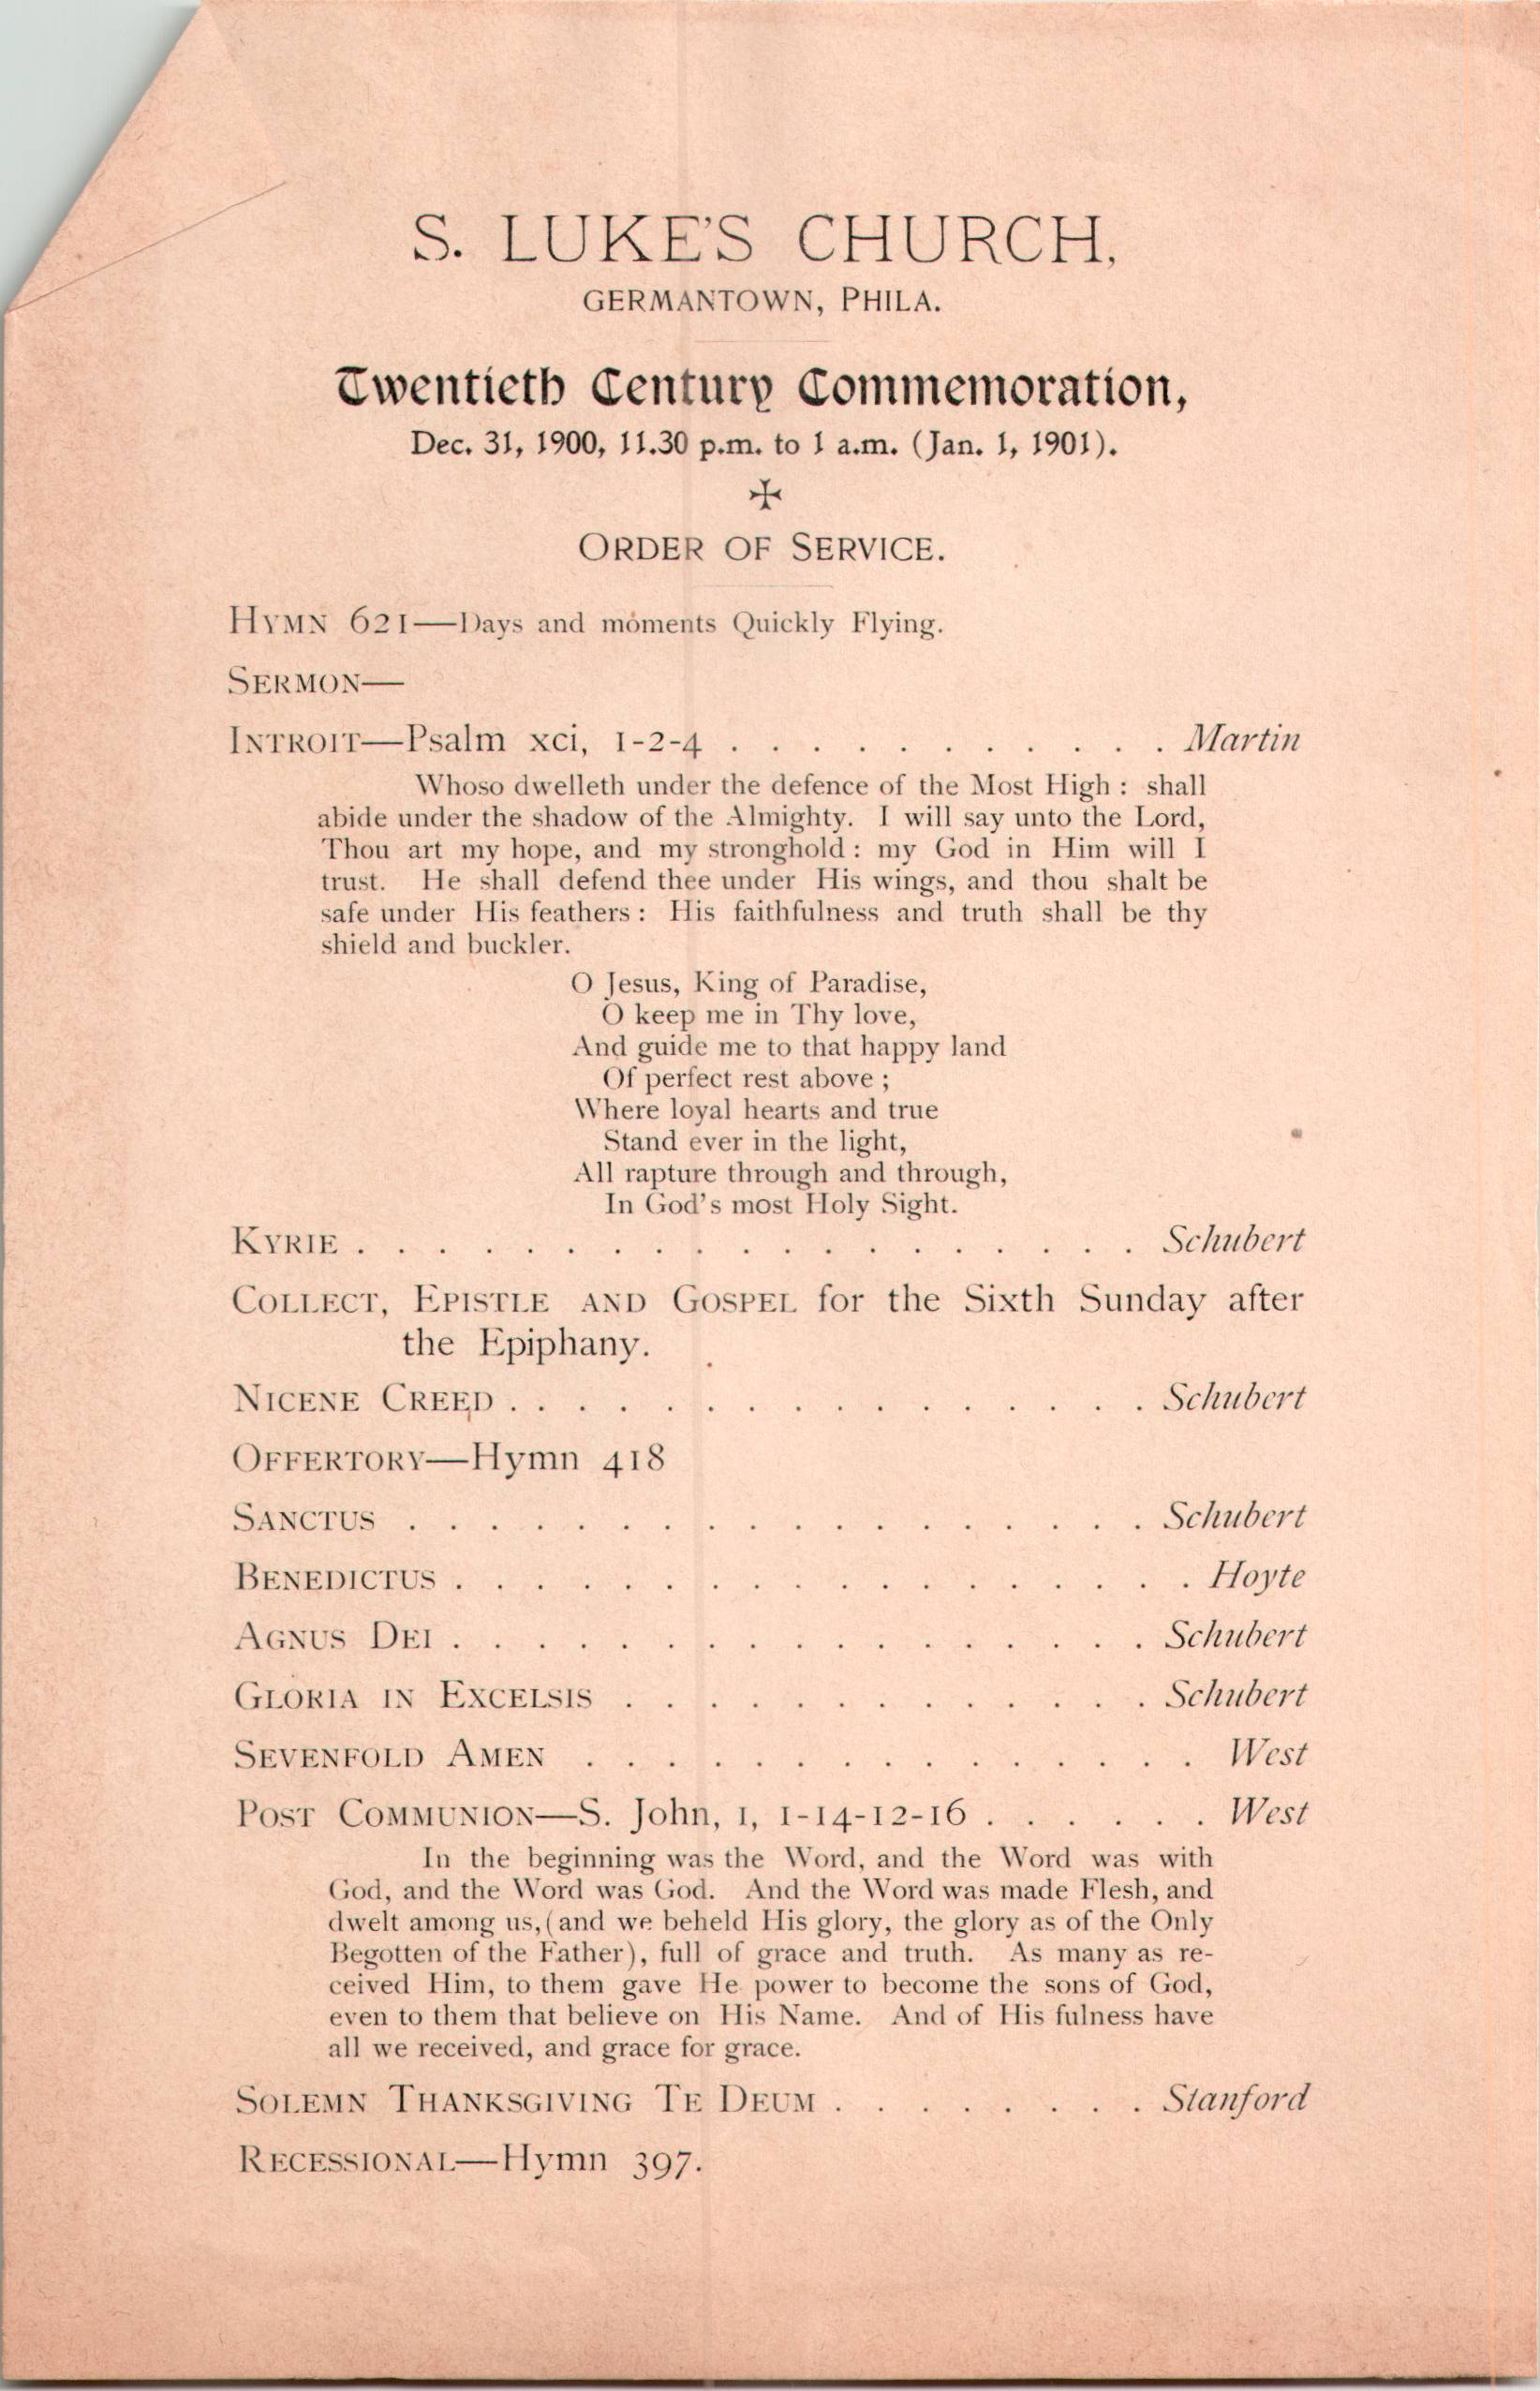 S. LUKE'S CHURCH,
GERMANTOWN, PHILA.
Twentieth Century Commemoration,
Dec. 31, 1900, 11.30 p.m. to 1 a.m. (Jan. 1, 1901).
✠
ORDER OF SERVICE.
HYMN 621—Days and moments Quickly Flying.
SERMON—
INTROIT—Psalm xci, 1-2-4 . . . . . . . . . . . Martin
Whoso dwelleth under the defence of the Most High : shall
abide under the shadow of the Almighty. I will say unto the Lord,
Thou art my hope, and my stronghold : my God in Him will I
trust. He shall defend thee under His wings, and thou shalt be
safe under His feathers : His faithfulness and truth shall be thy
shield and buckler.
O Jesus, King of Paradise,
O keep me in Thy love,
And guide me to that happy land
Of perfect rest above ;
Where loyal hearts and true
Stand ever in the light,
All rapture through and through,
In God's most Holy Sight.
KYRIE . . . . . . . . . . . . . . . . . . . Schubert
COLLECT, EPISTLE AND GOSPEL for the Sixth Sunday after
the Epiphany.
NICENE CREED . . . . . . . . . . . . . . . . Schubert
OFFERTORY—Hymn 418
SANCTUS . . . . . . . . . . . . . . . . . . Schubert
BENEDICTUS . . . . . . . . . . . . . . . . . . Hoyte
AGNUS DEI . . . . . . . . . . . . . . . . . Schubert
GLORIA IN EXCELSIS . . . . . . . . . . . . . Schubert
SEVENFOLD AMEN . . . . . . . . . . . . . . . West
POST COMMUNION—S. John, 1, 1-14-12-16 . . . . . . West
In the beginning was the Word, and the Word was with
God, and the Word was God. And the Word was made Flesh, and
dwelt among us, (and we beheld His glory, the glory as of the Only
Begotten of the Father), full of grace and truth. As many as re-
ceived Him, to them gave He power to become the sons of God,
even to them that believe on His Name. And of His fulness have
all we received, and grace for grace.
SOLEMN THANKSGIVING TE DEUM . . . . . . . . Stanford
RECESSIONAL—Hymn 397.